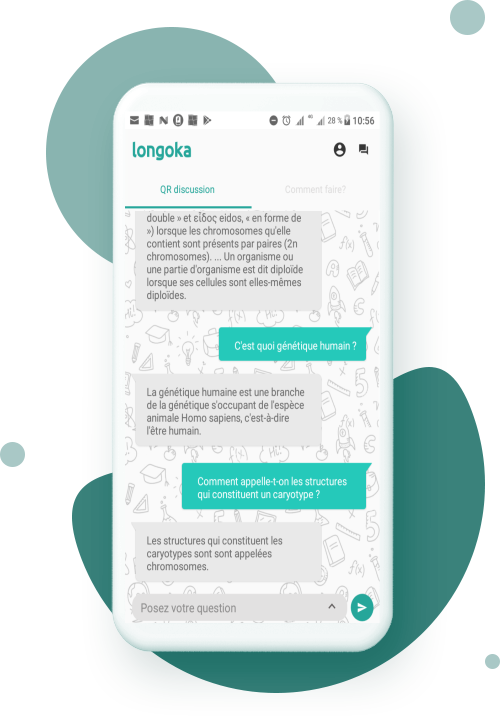 28 % 10:56
longoka
QR discussion
Comment faire?
double » et εἶδος eidos, « en forme de
») lorsque les chromosomes qu'elle
contient sont présents par paires (2n
chromosomes). ... Un organisme ou
une partie d'organisme est dit diploïde
lorsque ses cellules sont elles-mêmes
diploïdes.
C'est quoi génétique humain ?
La génétique humaine est une branche
de la génétique s'occupant de l'espèce
animale Homo sapiens, c'est-à-dire
l'être humain.
Comment appelle-t-on les structures
qui constituent un caryotype ?
Les structures qui constituent les
caryotypes sont sont appelées
chromosomes.
Posez votre question